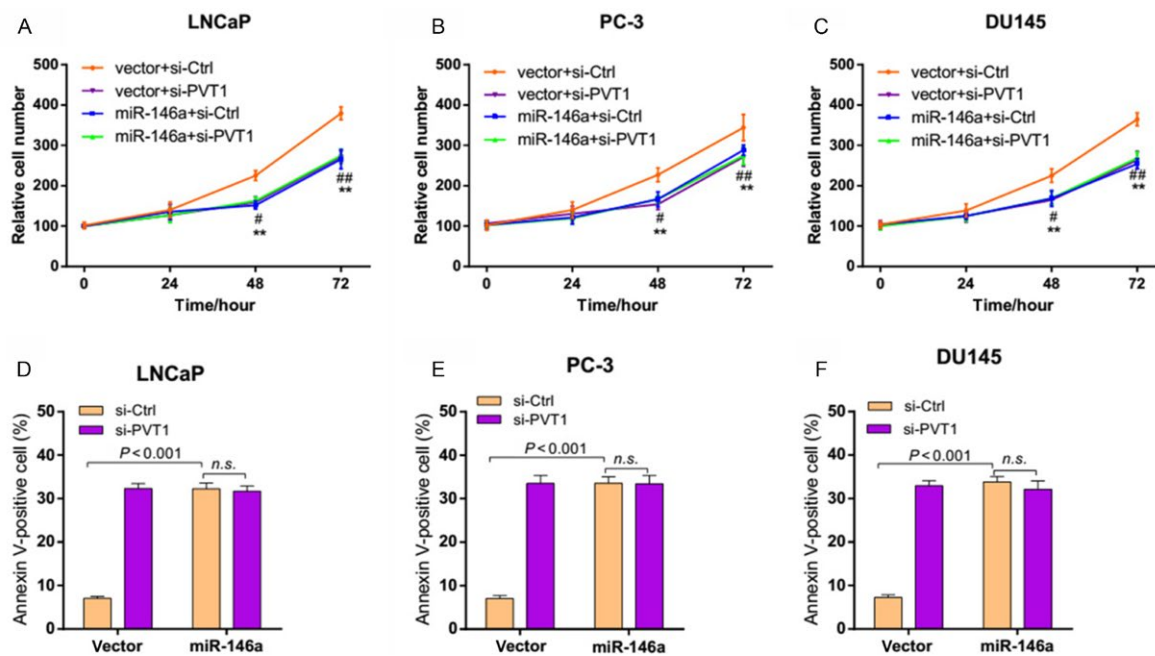 A
LNCaP
500
400
300
200
100
0
Relative cell number
vector+si-Ctrl
vector+si-PVT1
miR-146a+si-Ctrl
miR-146a+si-PVT1
#
**
##
**
0 24 48 72
Time/hour
B
PC-3
500
400
300
200
100
0
Relative cell number
vector+si-Ctrl
vector+si-PVT1
miR-146a+si-Ctrl
miR-146a+si-PVT1
#
**
##
**
0 24 48 72
Time/hour
C
DU145
500
400
300
200
100
0
Relative cell number
vector+si-Ctrl
vector+si-PVT1
miR-146a+si-Ctrl
miR-146a+si-PVT1
#
**
##
**
0 24 48 72
Time/hour
D
LNCaP
50
40
30
20
10
0
Annexin V-positive cell (%)
si-Ctrl
si-PVT1
P < 0.001
n.s.
Vector miR-146a
E
PC-3
50
40
30
20
10
0
Annexin V-positive cell (%)
si-Ctrl
si-PVT1
P < 0.001
n.s.
Vector miR-146a
F
DU145
50
40
30
20
10
0
Annexin V-positive cell (%)
si-Ctrl
si-PVT1
P < 0.001
n.s.
Vector miR-146a